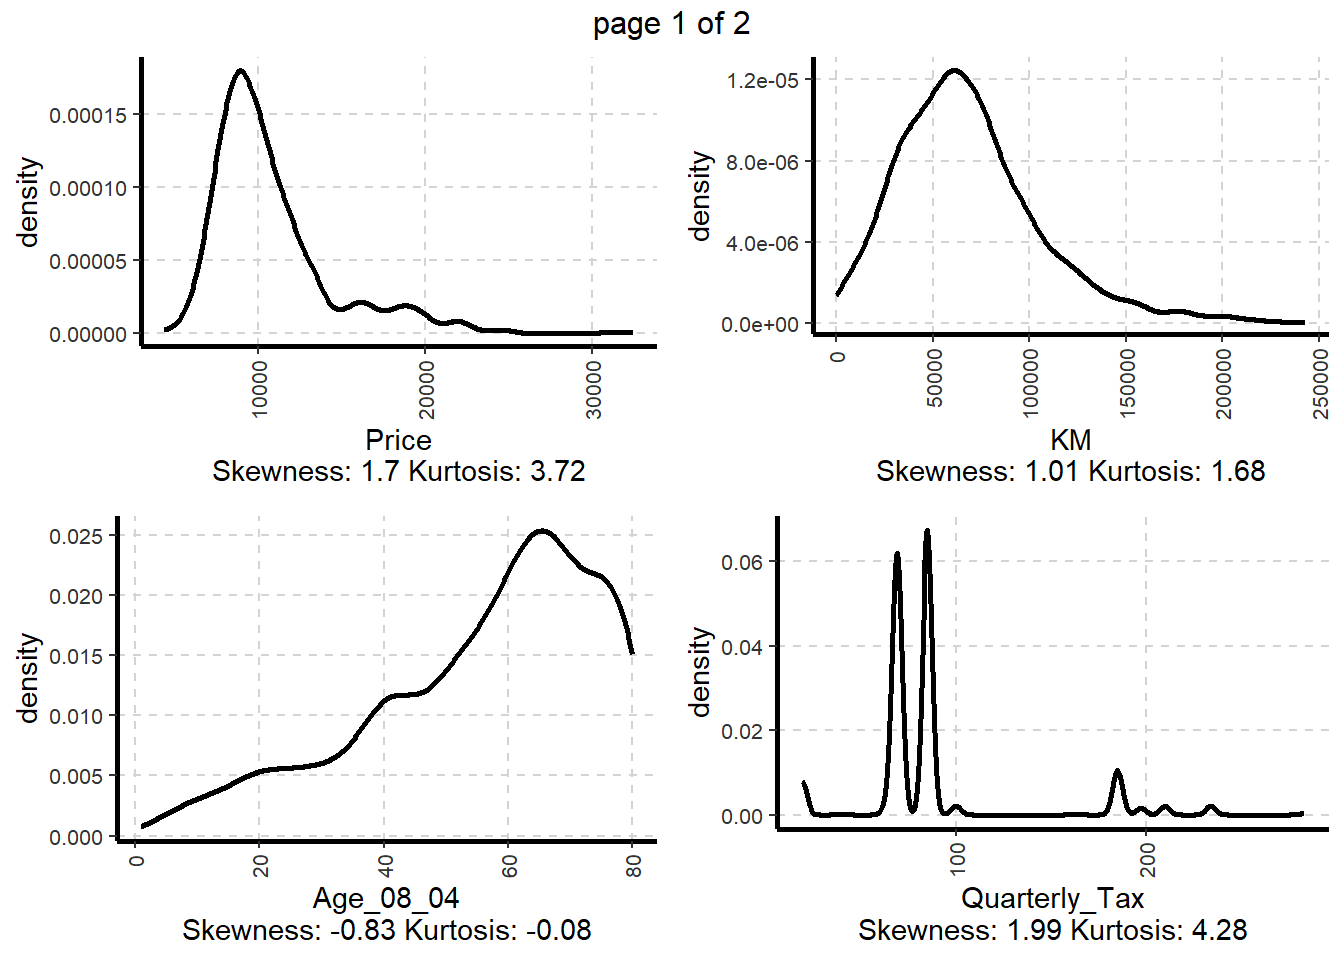 page 1 of 2
0.00015
0.00010
0.00005
0.00000
density
10000
20000
30000
Price
Skewness: 1.7 Kurtosis: 3.72
1.2e-05
8.0e-06
4.0e-06
0.0e+00
density
0
50000
100000
150000
200000
250000
KM
Skewness: 1.01 Kurtosis: 1.68
0.025
0.020
0.015
0.010
0.005
0.000
density
0
20
40
60
80
Age_08_04
Skewness: -0.83 Kurtosis: -0.08
0.06
0.04
0.02
0.00
density
100
200
Quarterly_Tax
Skewness: 1.99 Kurtosis: 4.28